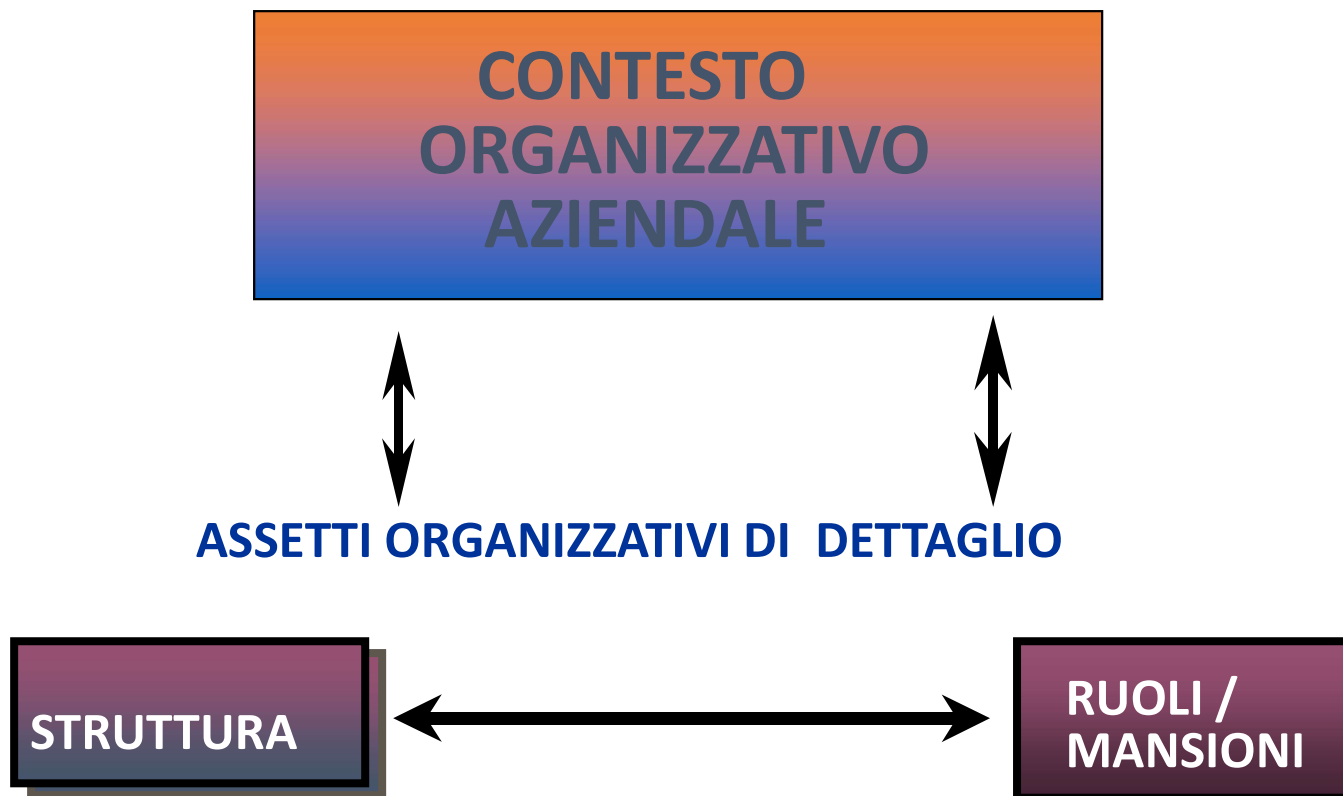 CONTESTO
ORGANIZZATIVO
AZIENDALE
ASSETTI ORGANIZZATIVI DI DETTAGLIO
STRUTTURA
RUOLI /
MANSIONI